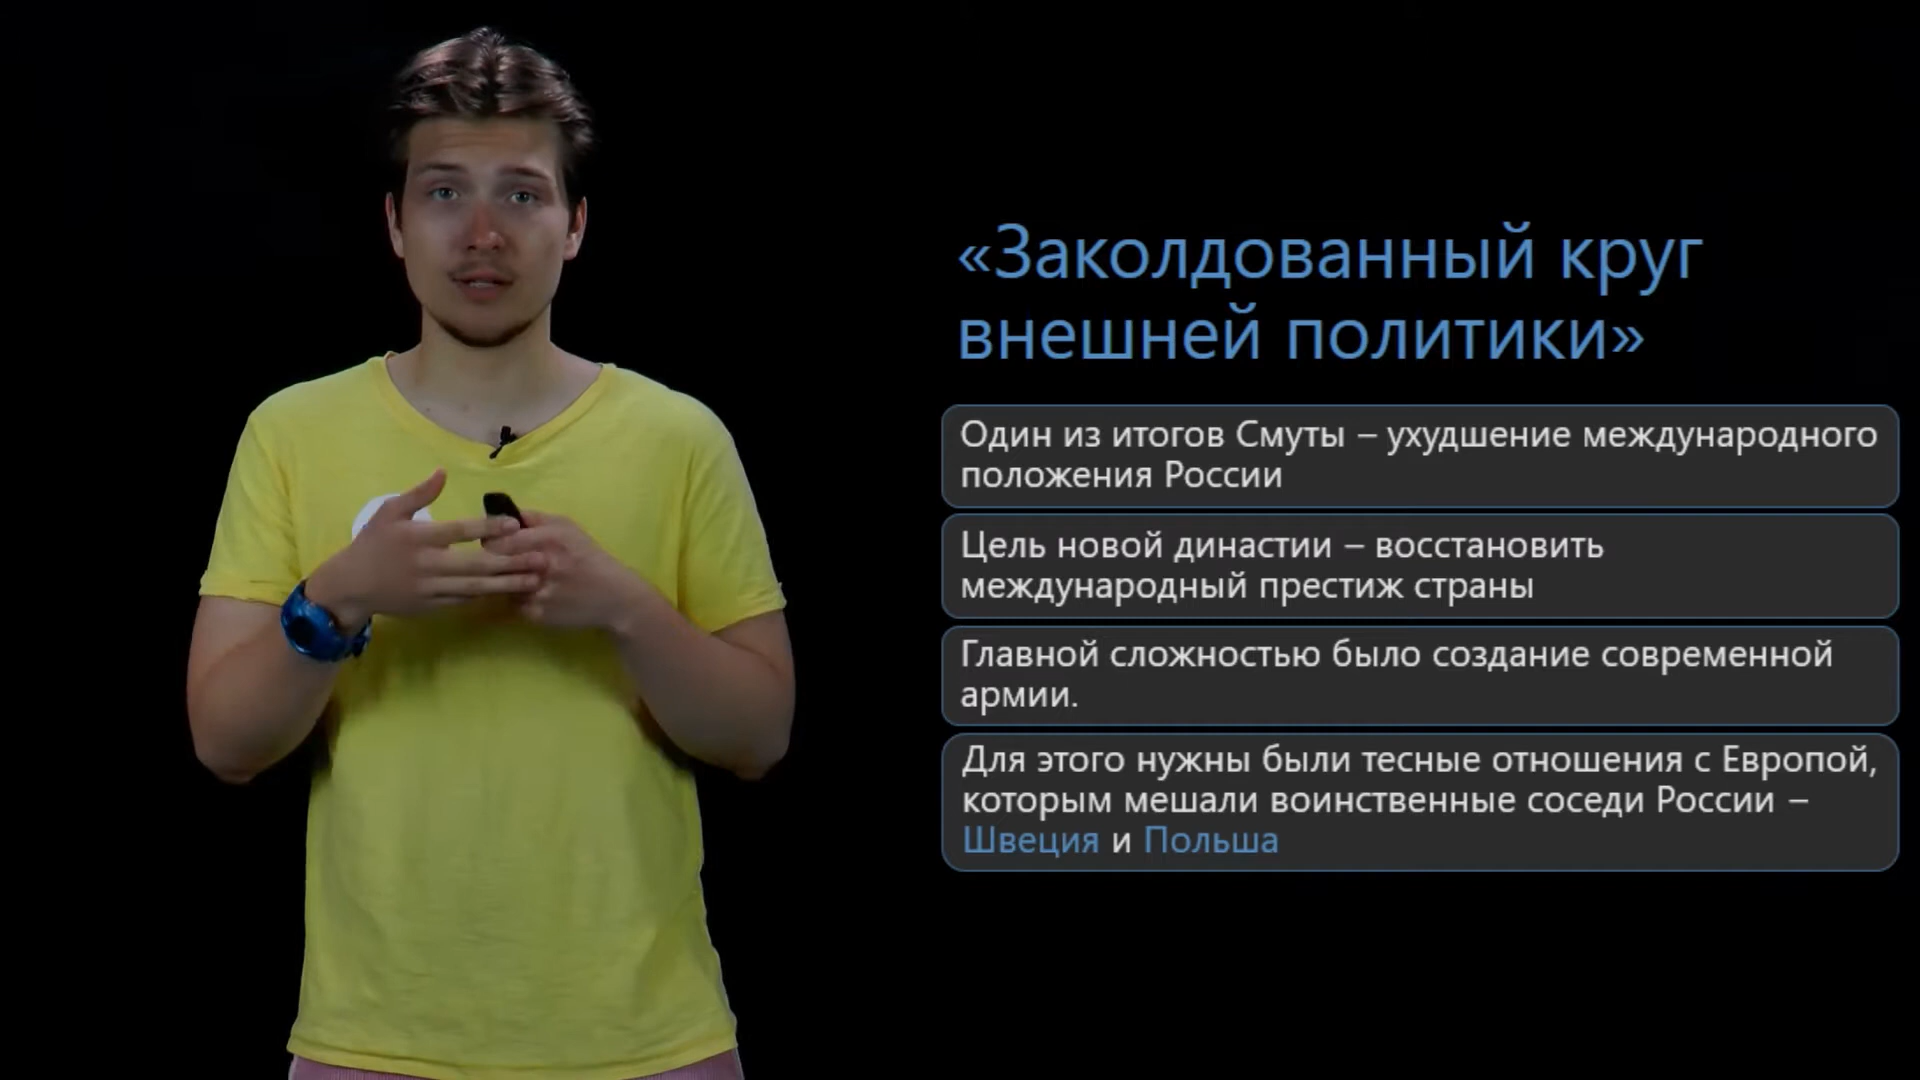 «Заколдованный круг
внешней политики»
Один из итогов Смуты – ухудшение международного
положения России
Цель новой династии – восстановить
международный престиж страны
Главной сложностью было создание современной
армии.
Для этого нужны были тесные отношения с Европой,
которым мешали воинственные соседи России –
Швеция и Польша